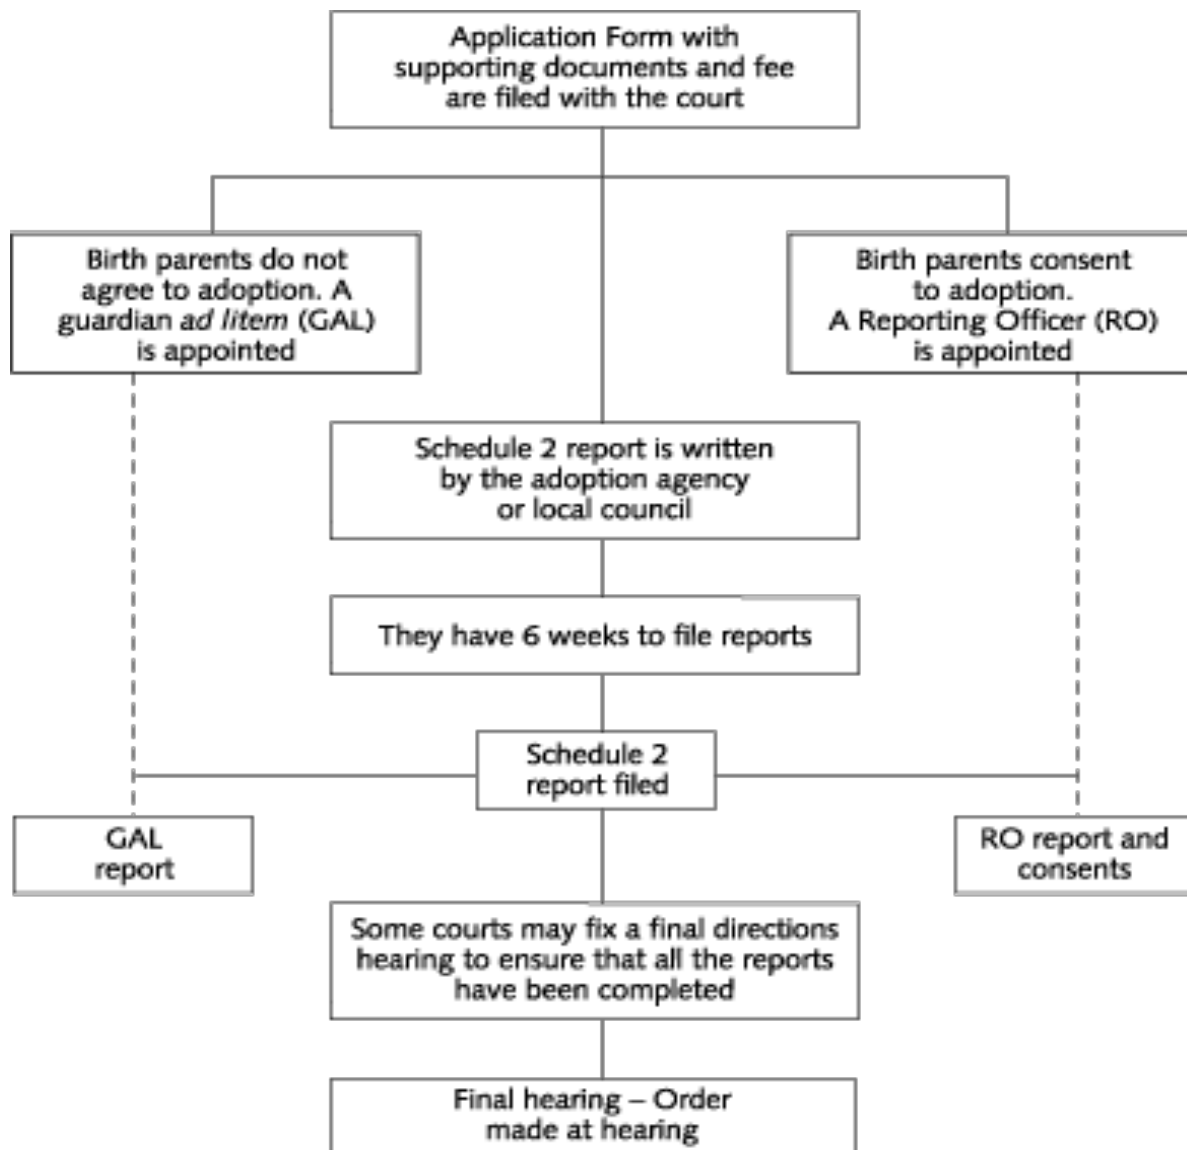 Application Form with
supporting documents and fee
are filed with the court
Birth parents do not
agree to adoption. A
guardian ad litem (GAL)
is appointed
Birth parents consent
to adoption.
A Reporting Officer (RO)
is appointed
Schedule 2 report is written
by the adoption agency
or local council
They have 6 weeks to file reports
Schedule 2
report filed
GAL
report
RO report and
consents
Some courts may fix a final directions
hearing to ensure that all the reports
have been completed
Final hearing – Order
made at hearing